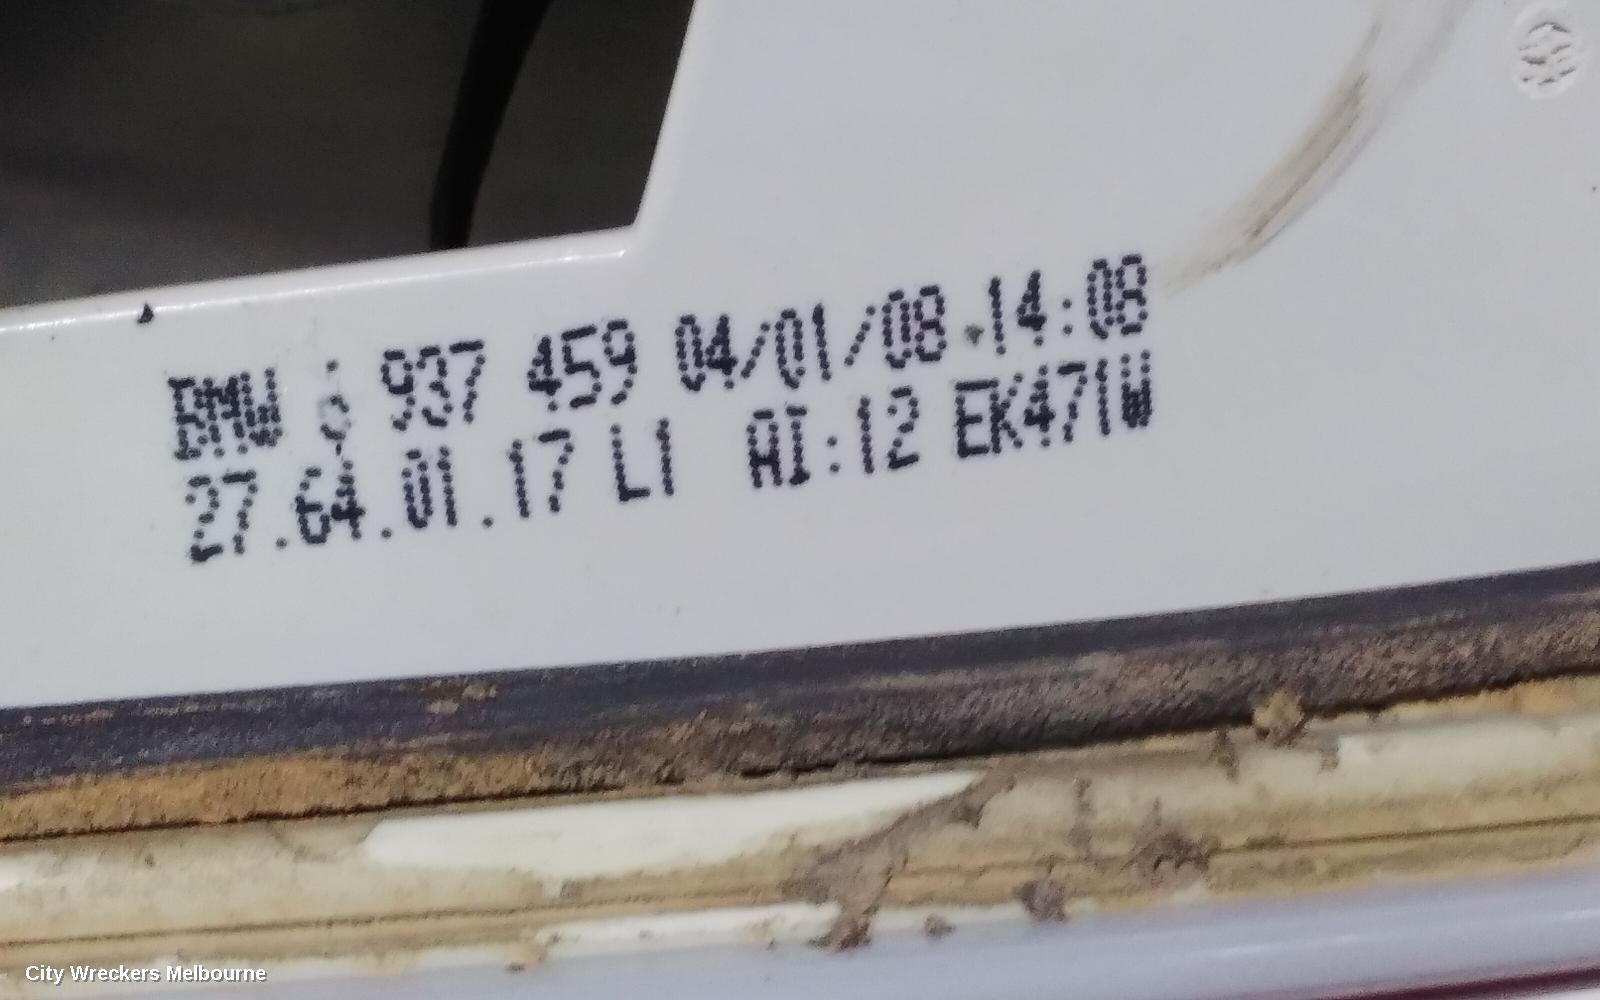 BMW : 937 459 04/01/08 14:08
27.64.01.17 L1 AI:12 EK471W
City Wreckers Melbourne